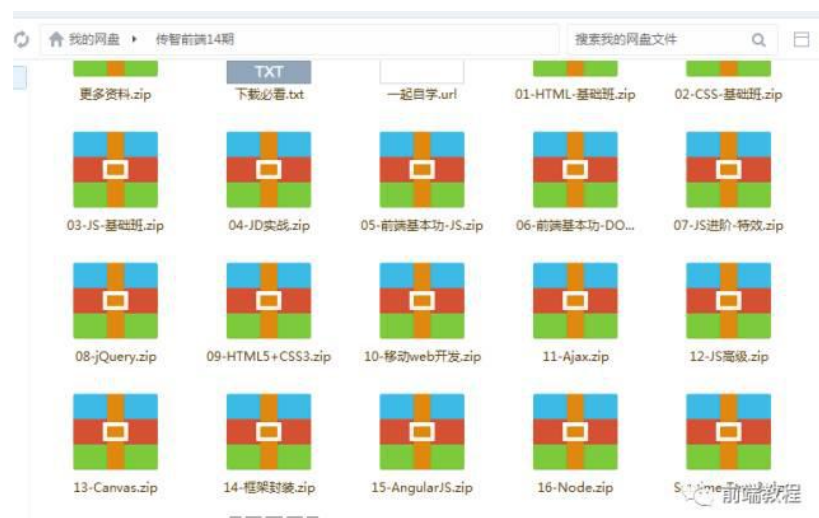 我的网盘 传智前端14期 搜索我的网盘文件
TXT
更多资料.zip 下载必看.txt 一起自学.url 01-HTML-基础班.zip 02-CSS-基础班.zip
03-JS-基础班.zip 04-JD实战.zip 05-前端基本功-JS.zip 06-前端基本功-DO... 07-JS进阶-特效.zip
08-jQuery.zip 09-HTML5+CSS3.zip 10-移动web开发.zip 11-Ajax.zip 12-JS高级.zip
13-Canvas.zip 14-框架封装.zip 15-AngularJS.zip 16-Node.zip
前端教程